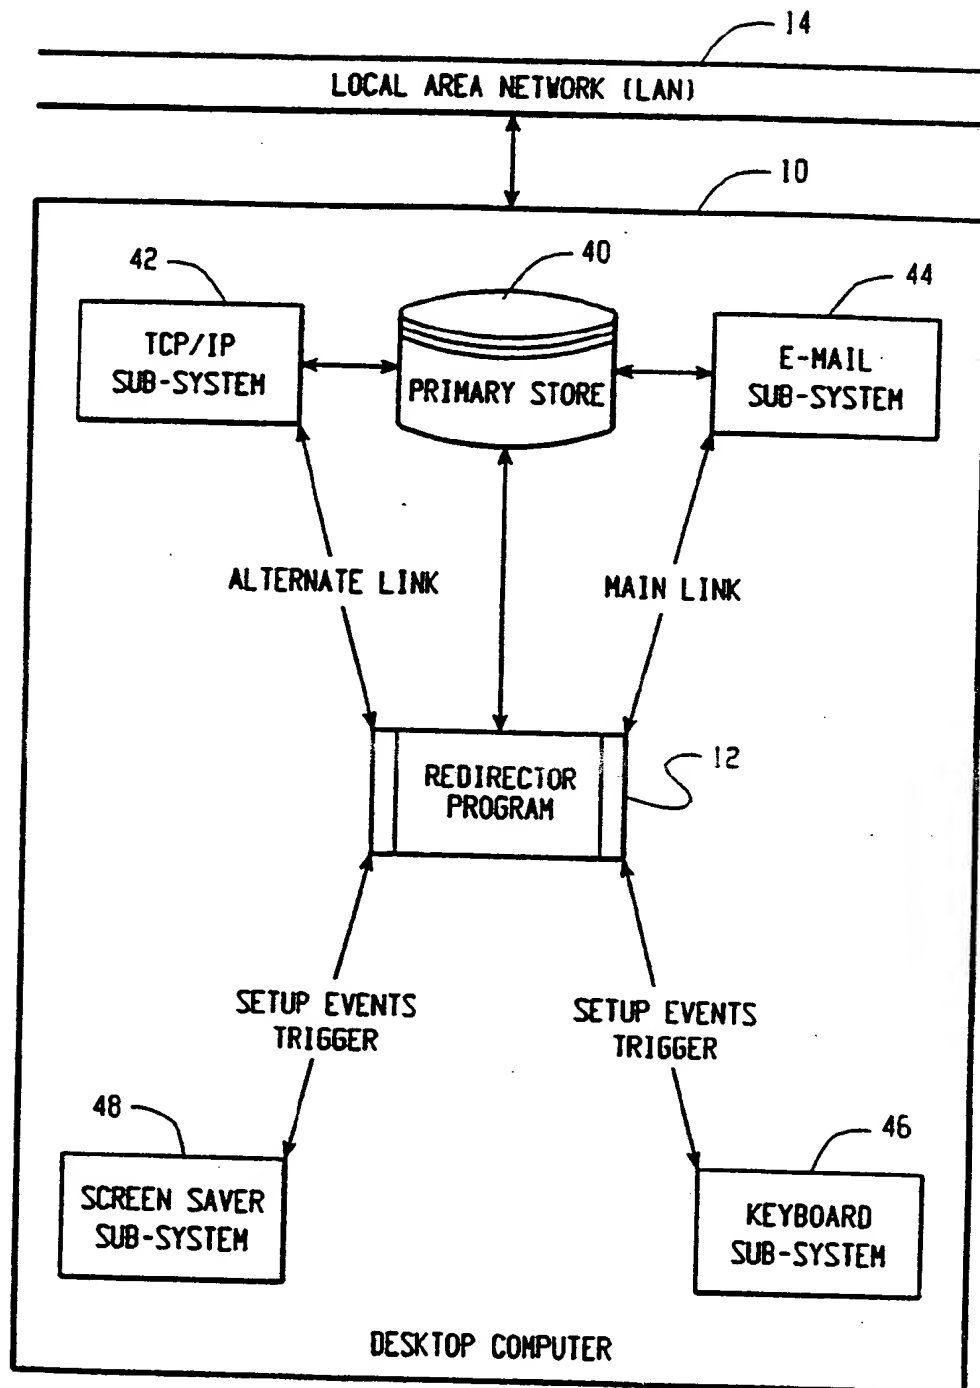 14
LOCAL AREA NETWORK (LAN)
10
42
40
44
TCP/IP
SUB-SYSTEM
PRIMARY STORE
E-MAIL
SUB-SYSTEM
ALTERNATE LINK
MAIN LINK
REDIRECTOR
PROGRAM
12
SETUP EVENTS
TRIGGER
SETUP EVENTS
TRIGGER
48
46
SCREEN SAVER
SUB-SYSTEM
KEYBOARD
SUB-SYSTEM
DESKTOP COMPUTER